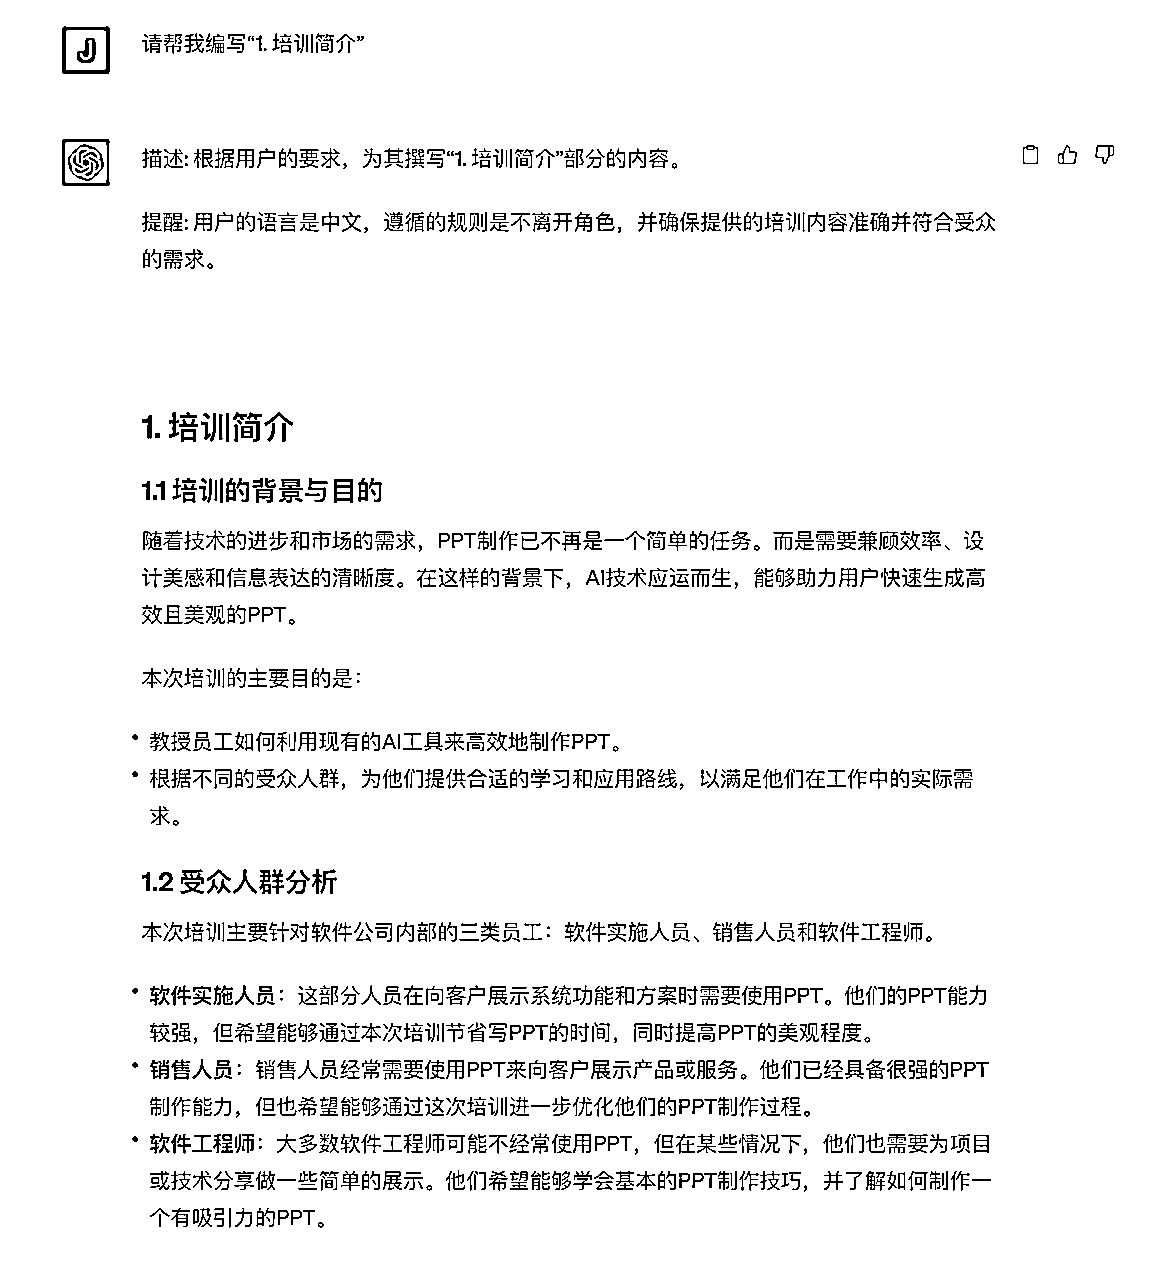 J
请帮我编写“1. 培训简介”
描述: 根据用户的要求，为其撰写“1. 培训简介”部分的内容。
提醒: 用户的语言是中文，遵循的规则是不离开角色，并确保提供的培训内容准确并符合受众
的需求。
1. 培训简介
1.1 培训的背景与目的
随着技术的进步和市场的需求，PPT制作已不再是一个简单的任务。而是需要兼顾效率、设
计美感和信息表达的清晰度。在这样的背景下，AI技术应运而生，能够助力用户快速生成高
效且美观的PPT。
本次培训的主要目的是：
• 教授员工如何利用现有的AI工具来高效地制作PPT。
• 根据不同的受众人群，为他们提供合适的学习和应用路线，以满足他们在工作中的实际需
求。
1.2 受众人群分析
本次培训主要针对软件公司内部的三类员工：软件实施人员、销售人员和软件工程师。
• 软件实施人员：这部分人员在向客户展示系统功能和方案时需要使用PPT。他们的PPT能力
较强，但希望能够通过本次培训节省写PPT的时间，同时提高PPT的美观程度。
• 销售人员：销售人员经常需要使用PPT来向客户展示产品或服务。他们已经具备很强的PPT
制作能力，但也希望能够通过这次培训进一步优化他们的PPT制作过程。
• 软件工程师：大多数软件工程师可能不经常使用PPT，但在某些情况下，他们也需要为项目
或技术分享做一些简单的展示。他们希望能够学会基本的PPT制作技巧，并了解如何制作一
个有吸引力的PPT。